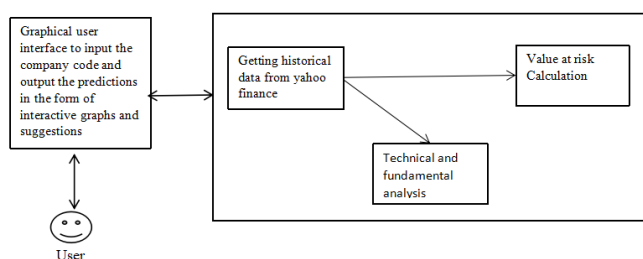 Graphical user
interface to input the
company code and
output the predictions
in the form of
interactive graphs and
suggestions
Getting historical
data from yahoo
finance
Value at risk
Calculation
Technical and
fundamental
analysis
User